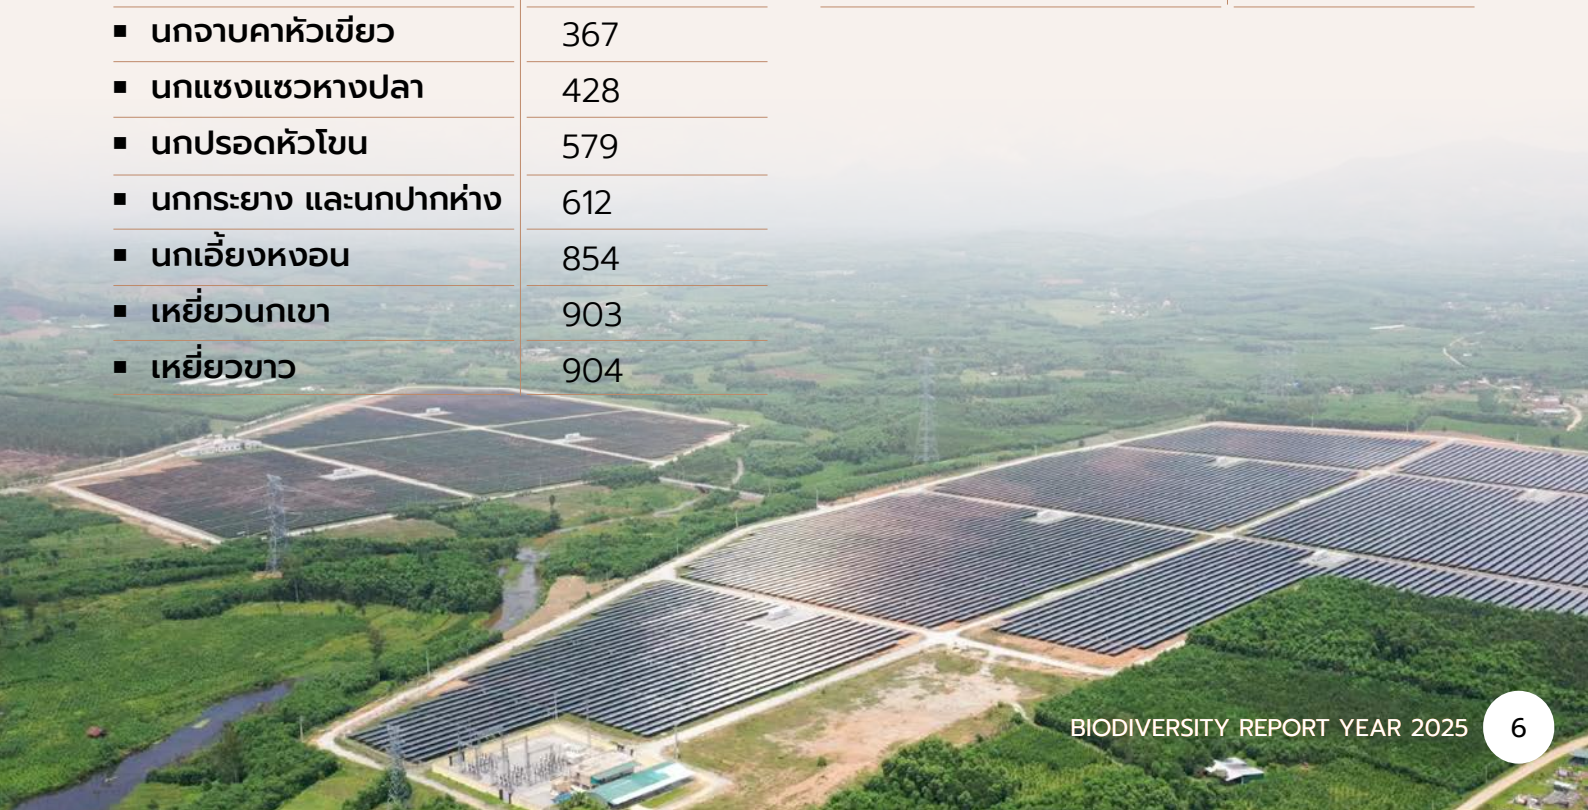 ▪ นกจาบคาหัวเขียว 367
▪ นกแซงแซวหางปลา 428
▪ นกปรอดหัวโขน 579
▪ นกกระยาง และนกปากห่าง 612
▪ นกเอี้ยงหงอน 854
▪ เหยี่ยวนกเขา 903
▪ เหยี่ยวขาว 904
BIODIVERSITY REPORT YEAR 2025 6